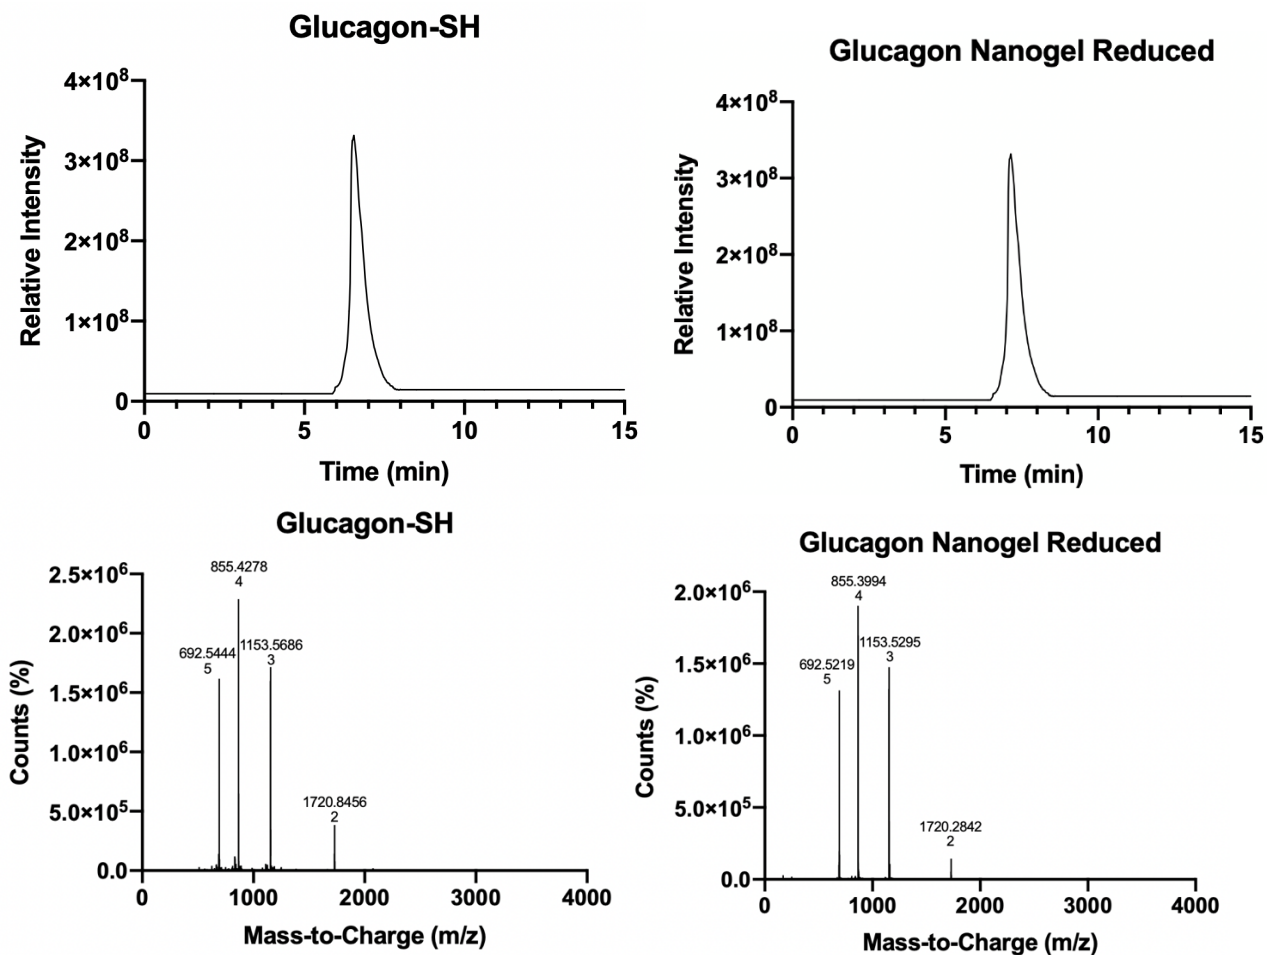 Glucagon-SH
4×10⁸
3×10⁸
2×10⁸
1×10⁸
0
Relative Intensity
0 5 10 15
Time (min)
Glucagon Nanogel Reduced
4×10⁸
3×10⁸
2×10⁸
1×10⁸
0
Relative Intensity
0 5 10 15
Time (min)
Glucagon-SH
2.5×10⁶
2.0×10⁶
1.5×10⁶
1.0×10⁶
5.0×10⁵
0.0
Counts (%)
855.4278
4
692.5444
5
1153.5686
3
1720.8456
2
0 1000 2000 3000 4000
Mass-to-Charge (m/z)
Glucagon Nanogel Reduced
2.0×10⁶
1.5×10⁶
1.0×10⁶
5.0×10⁵
0.0
Counts (%)
855.3994
4
692.5219
5
1153.5295
3
1720.2842
2
0 1000 2000 3000 4000
Mass-to-Charge (m/z)